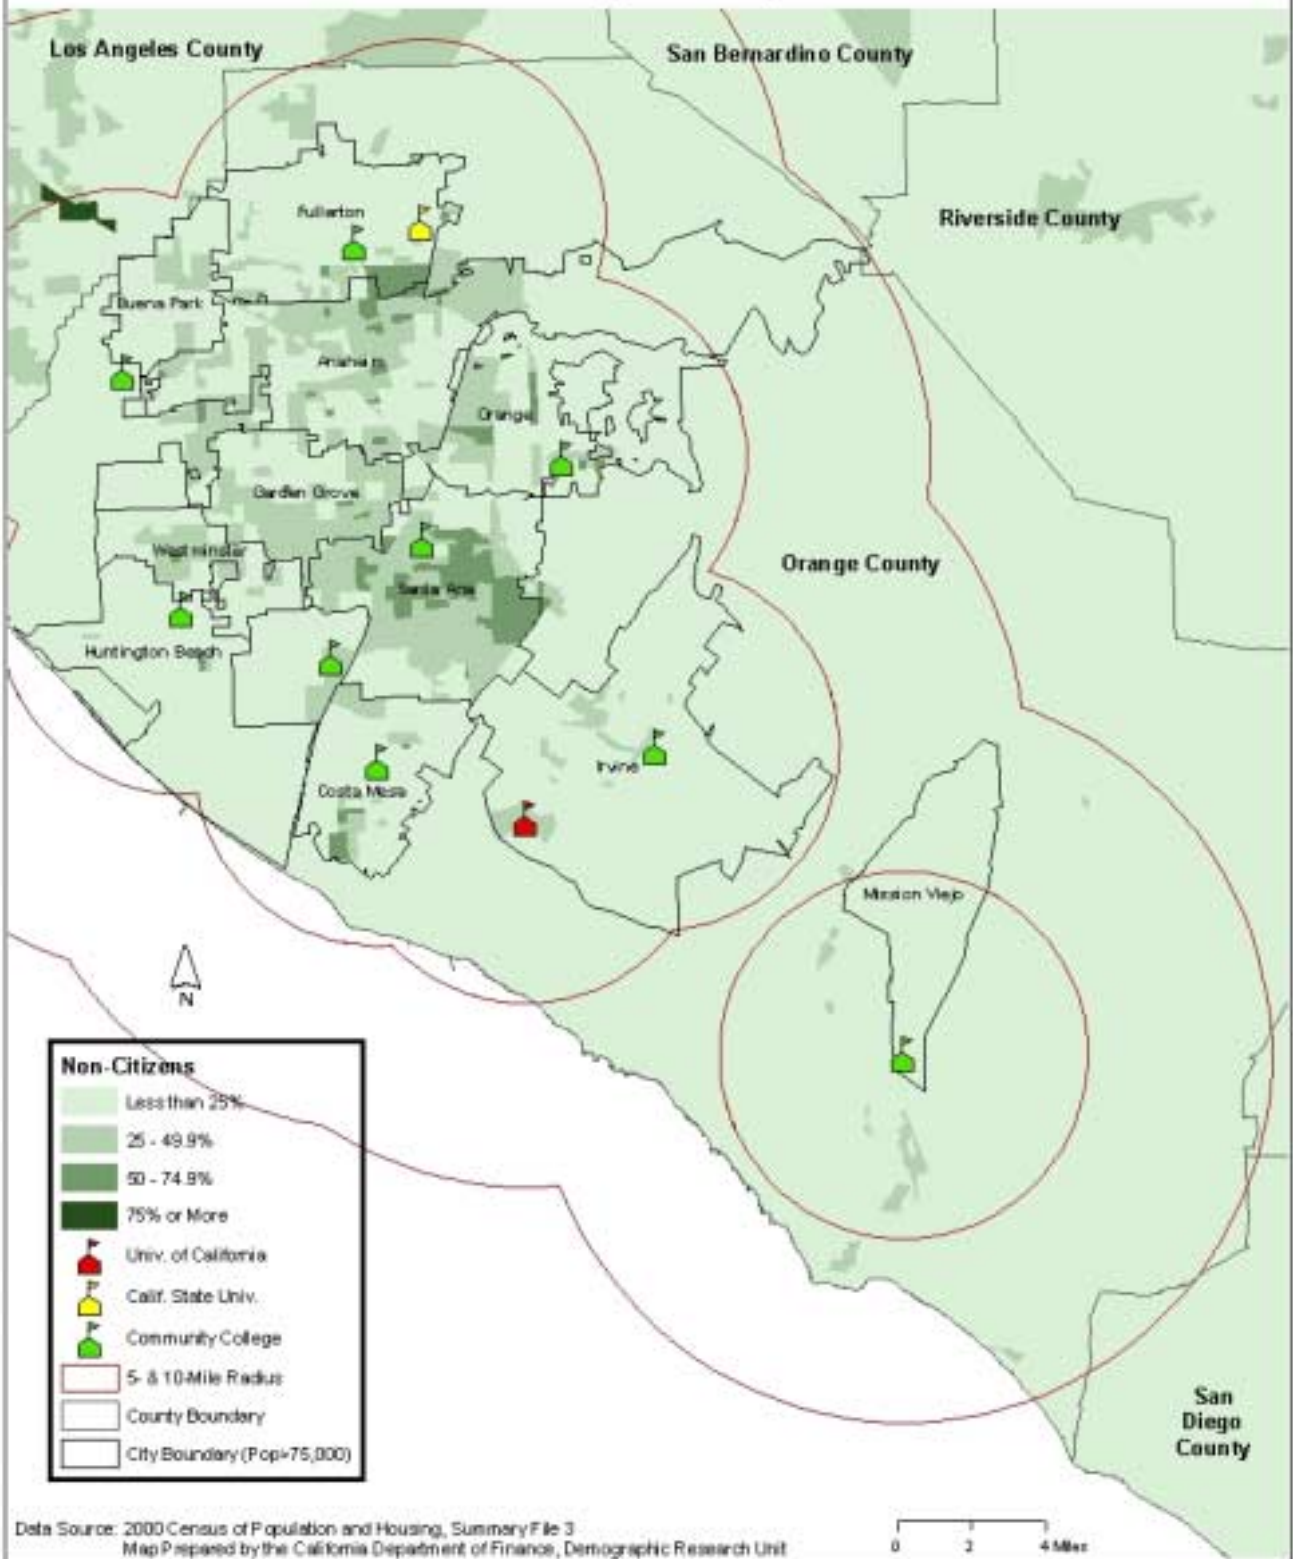 Los Angeles County
San Bernardino County
Riverside County
Fullerton
Buena Park
Anaheim
Orange
Garden Grove
Westminster
Orange County
Santa Ana
Huntington Beach
Irvine
Costa Mesa
Mission Viejo
N
Non-Citizens
Less than 25%
25 - 49.9%
50 - 74.9%
75% or More
Univ. of California
Calif. State Univ.
Community College
5- & 10-Mile Radius
County Boundary
City Boundary (Pop>75,000)
San
Diego
County
Data Source: 2000 Census of Population and Housing, Summary File 3
Map Prepared by the California Department of Finance, Demographic Research Unit
0 2 4 Miles